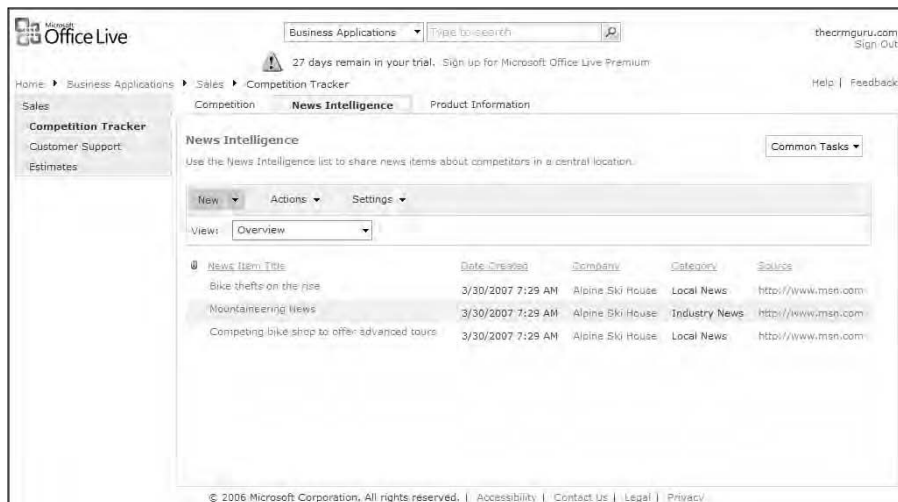 Microsoft
Office Live
Business Applications
Type to search
thecrmguru.com
Sign Out
27 days remain in your trial. Sign up for Microsoft Office Live Premium
Home Business Applications Sales Competition Tracker
Help | Feedback
Sales
Competition Tracker
Customer Support
Estimates
Competition News Intelligence Product Information
News Intelligence
Use the News Intelligence list to share news items about competitors in a central location.
Common Tasks
New Actions Settings
View: Overview
News Item Title Date Created Company Category Source
Bike thefts on the rise 3/30/2007 7:29 AM Alpine Ski House Local News http://www.msn.com
Mountaineering News 3/30/2007 7:29 AM Alpine Ski House Industry News http://www.msn.com
Competing bike shop to offer advanced tours 3/30/2007 7:29 AM Alpine Ski House Local News http://www.msn.com
© 2006 Microsoft Corporation. All rights reserved. | Accessibility | Contact Us | Legal | Privacy